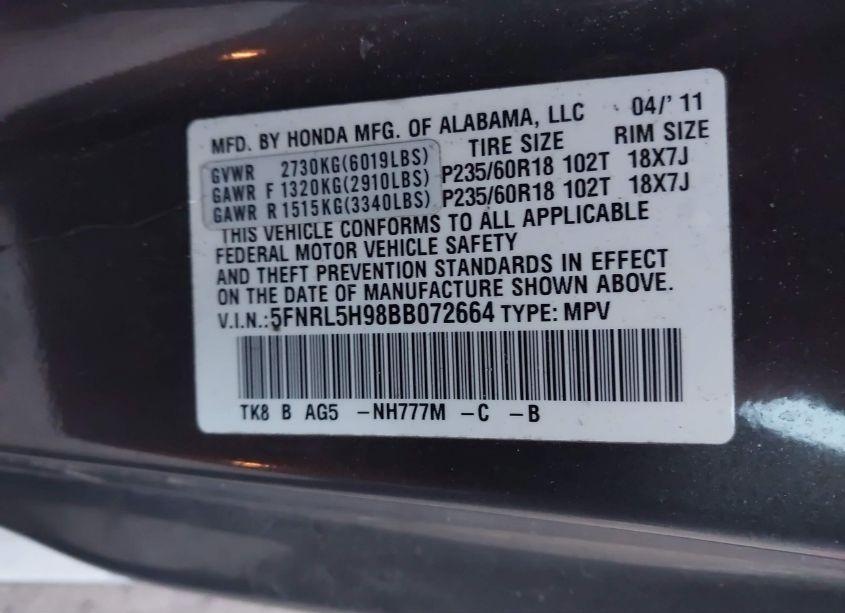 MFD. BY HONDA MFG. OF ALABAMA, LLC 04/'11
TIRE SIZE RIM SIZE
GVWR 2730KG(6019LBS)
GAWR F 1320KG(2910LBS) P235/60R18 102T 18X7J
GAWR R 1515KG(3340LBS) P235/60R18 102T 18X7J
THIS VEHICLE CONFORMS TO ALL APPLICABLE
FEDERAL MOTOR VEHICLE SAFETY
AND THEFT PREVENTION STANDARDS IN EFFECT
ON THE DATE OF MANUFACTURE SHOWN ABOVE.
V.I.N.:5FNRL5H98BB072664 TYPE: MPV
TK8 B AG5 -NH777M -C -B